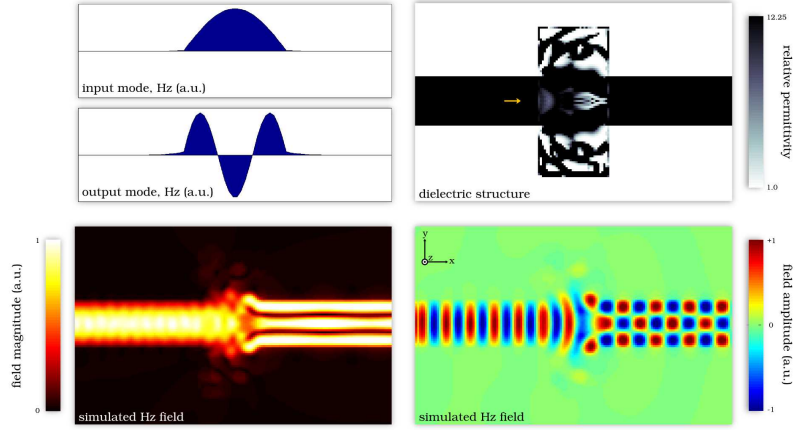 input mode, Hz (a.u.)
output mode, Hz (a.u.)
dielectric structure
12.25
relative permittivity
1.0
1
field magnitude (a.u.)
0
simulated Hz field
y
z
x
simulated Hz field
+1
0
-1
field amplitude (a.u.)